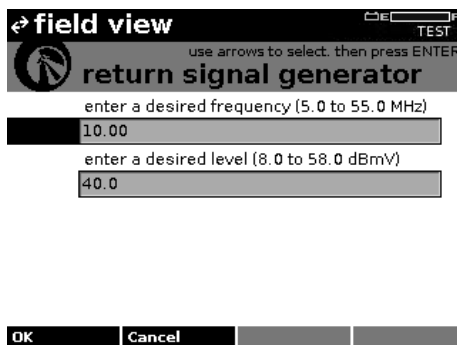 field view
E F
TEST
use arrows to select. then press ENTER
return signal generator
enter a desired frequency (5.0 to 55.0 MHz)
10.00
enter a desired level (8.0 to 58.0 dBmV)
40.0
OK Cancel